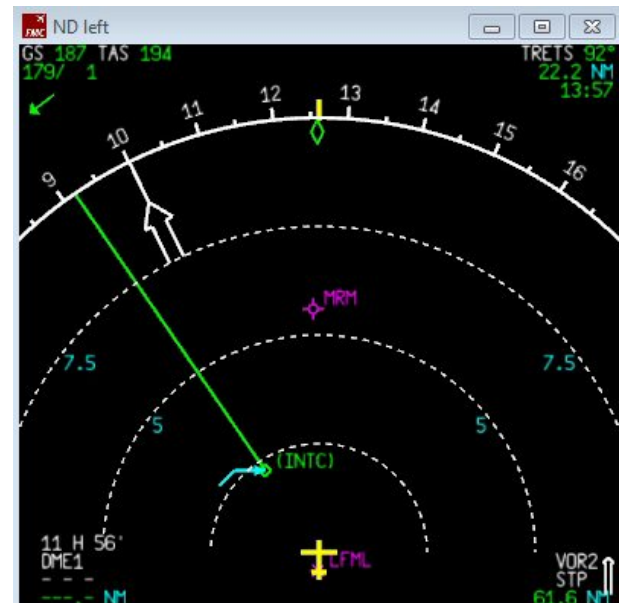 FMC ND left
GS 187 TAS 194
179/ 1
TRETS 92°
22.2 NM
13:57
9 10 11 12 13 14 15 16
MRM
7.5 7.5
5 5
(INTC)
LFML
11 H 56'
DME1
- - -
---.- NM
VOR2
STP
61.6 NM